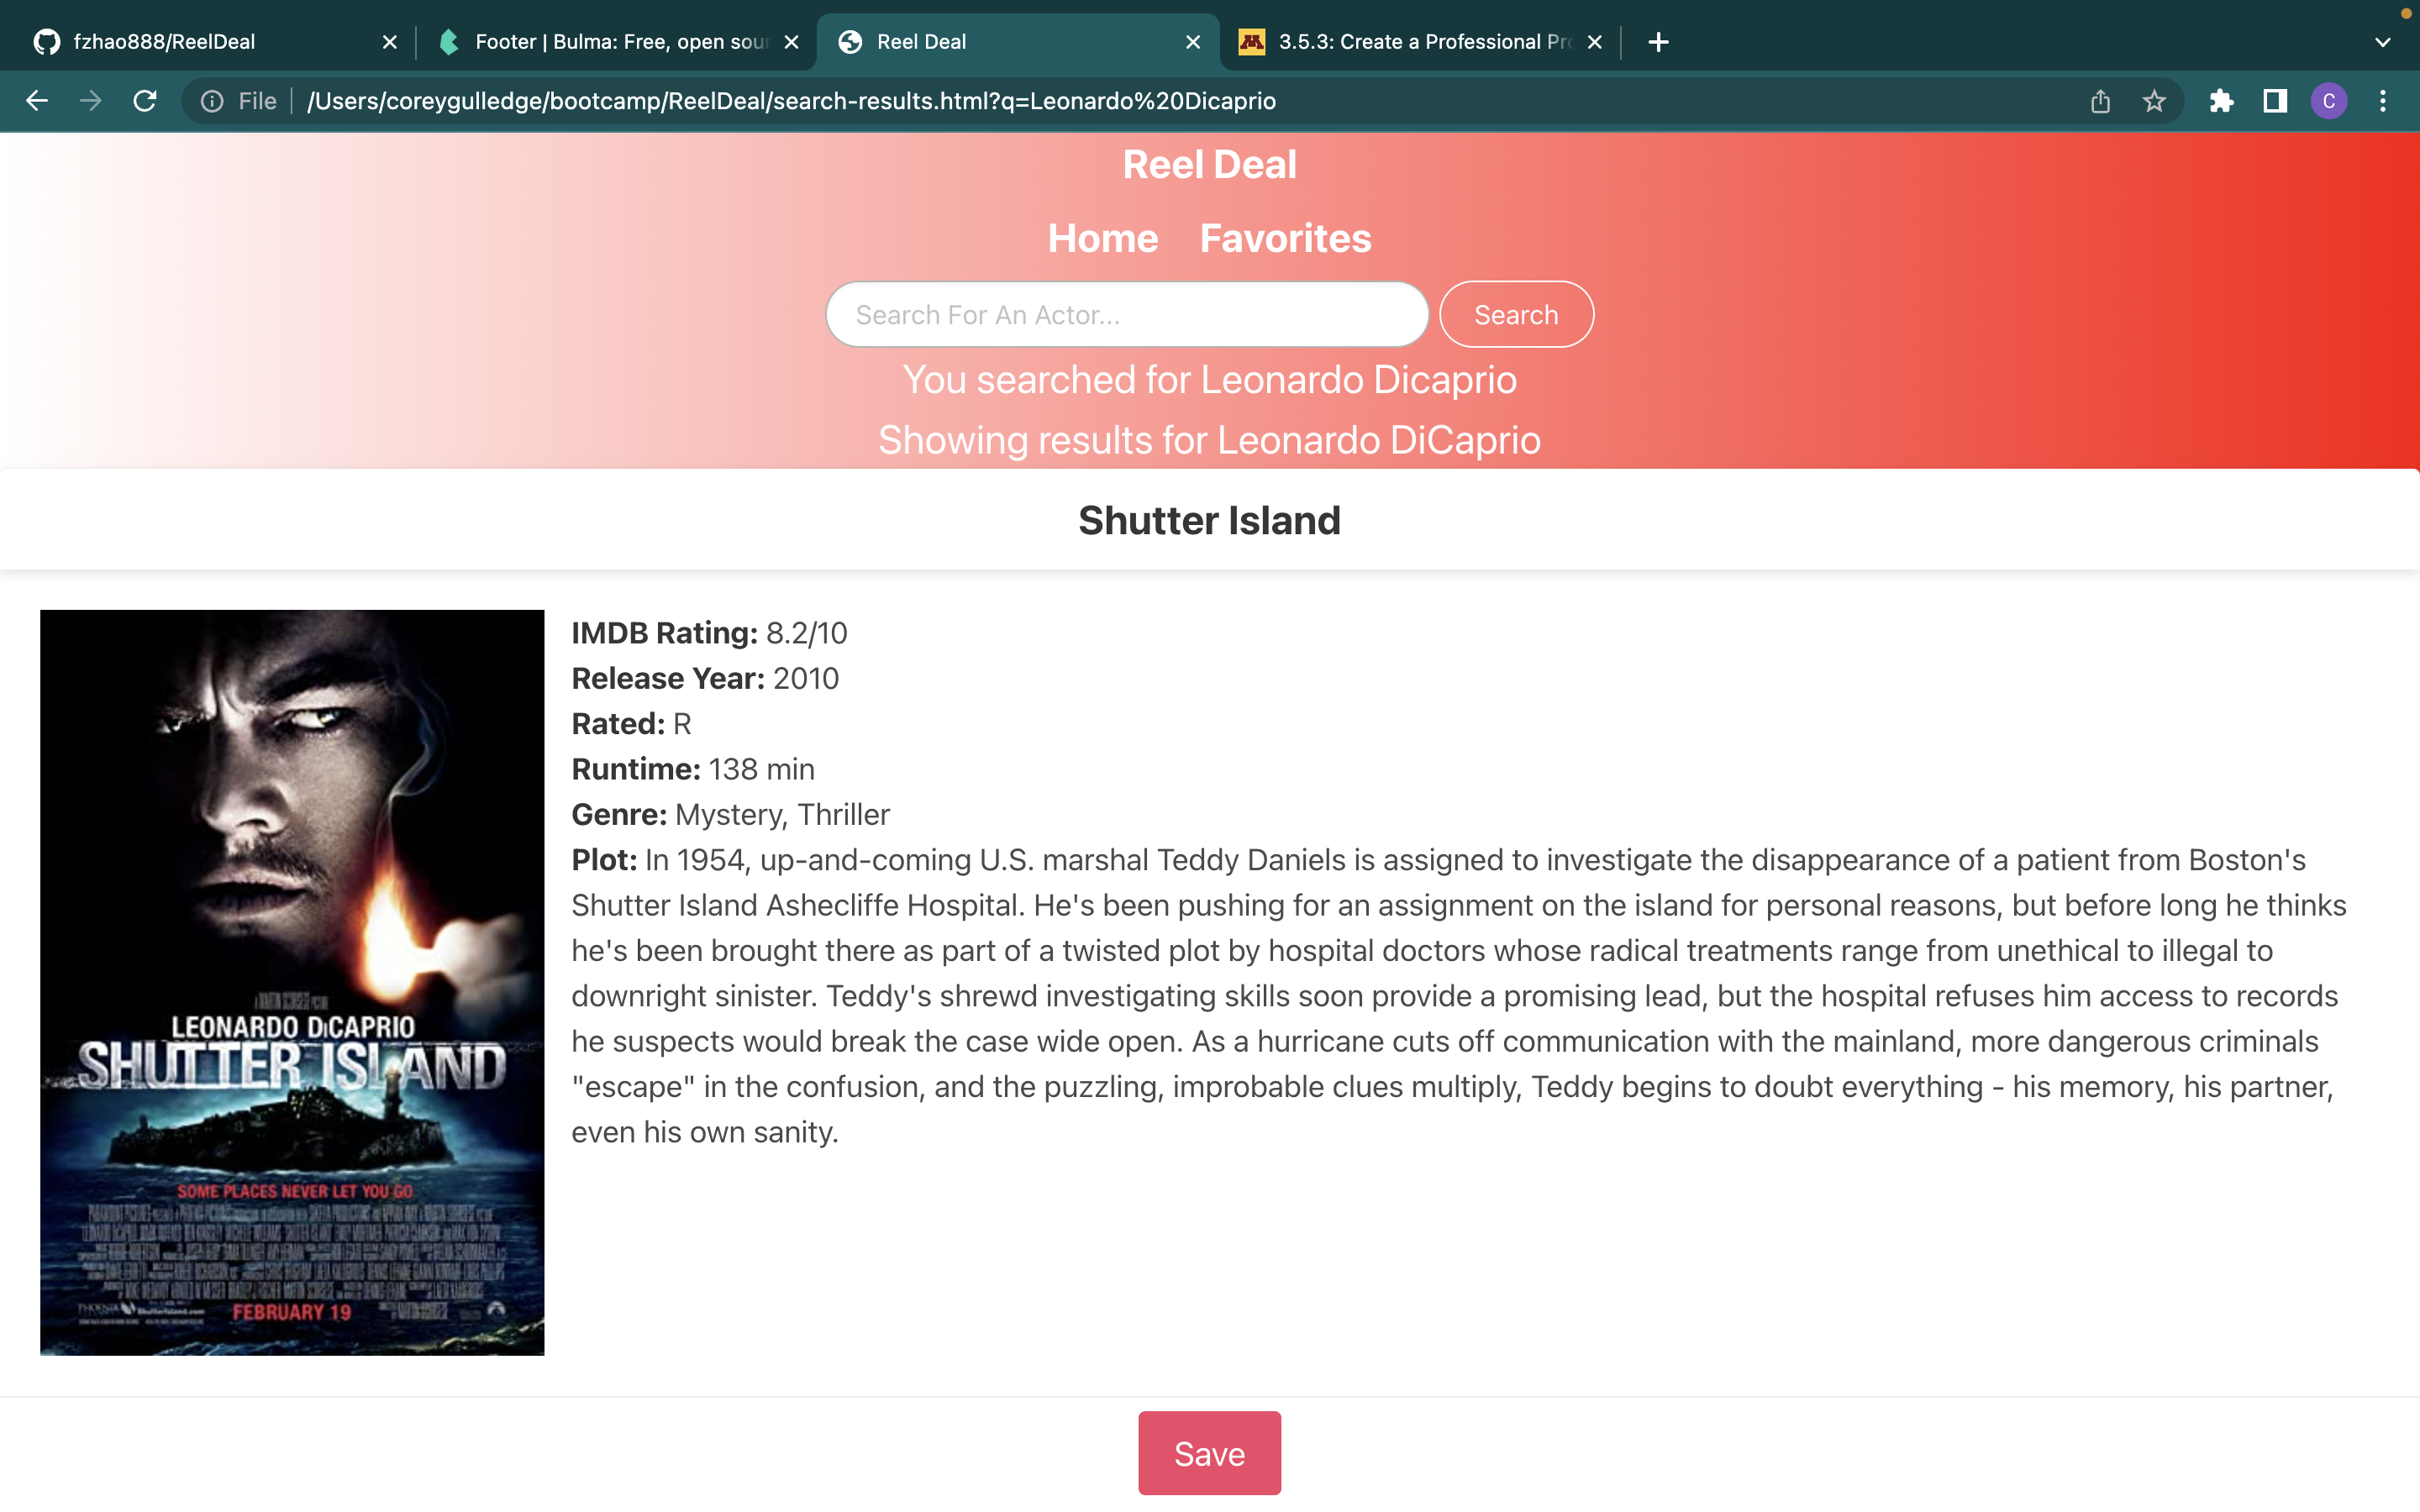 fzhao888/ReelDeal
Footer | Bulma: Free, open sour
Reel Deal
3.5.3: Create a Professional Pro
File
/Users/coreygulledge/bootcamp/ReelDeal/search-results.html?q=Leonardo%20Dicaprio
C
Reel Deal
Home Favorites
Search For An Actor...
Search
You searched for Leonardo Dicaprio
Showing results for Leonardo DiCaprio
Shutter Island
IMDB Rating: 8.2/10
Release Year: 2010
Rated: R
Runtime: 138 min
Genre: Mystery, Thriller
Plot: In 1954, up-and-coming U.S. marshal Teddy Daniels is assigned to investigate the disappearance of a patient from Boston's
Shutter Island Ashecliffe Hospital. He's been pushing for an assignment on the island for personal reasons, but before long he thinks
he's been brought there as part of a twisted plot by hospital doctors whose radical treatments range from unethical to illegal to
downright sinister. Teddy's shrewd investigating skills soon provide a promising lead, but the hospital refuses him access to records
he suspects would break the case wide open. As a hurricane cuts off communication with the mainland, more dangerous criminals
"escape" in the confusion, and the puzzling, improbable clues multiply, Teddy begins to doubt everything - his memory, his partner,
even his own sanity.
A MARTIN SCORSESE PICTURE
LEONARDO DiCAPRIO
SHUTTER ISLAND
SOME PLACES NEVER LET YOU GO
FEBRUARY 19
Save